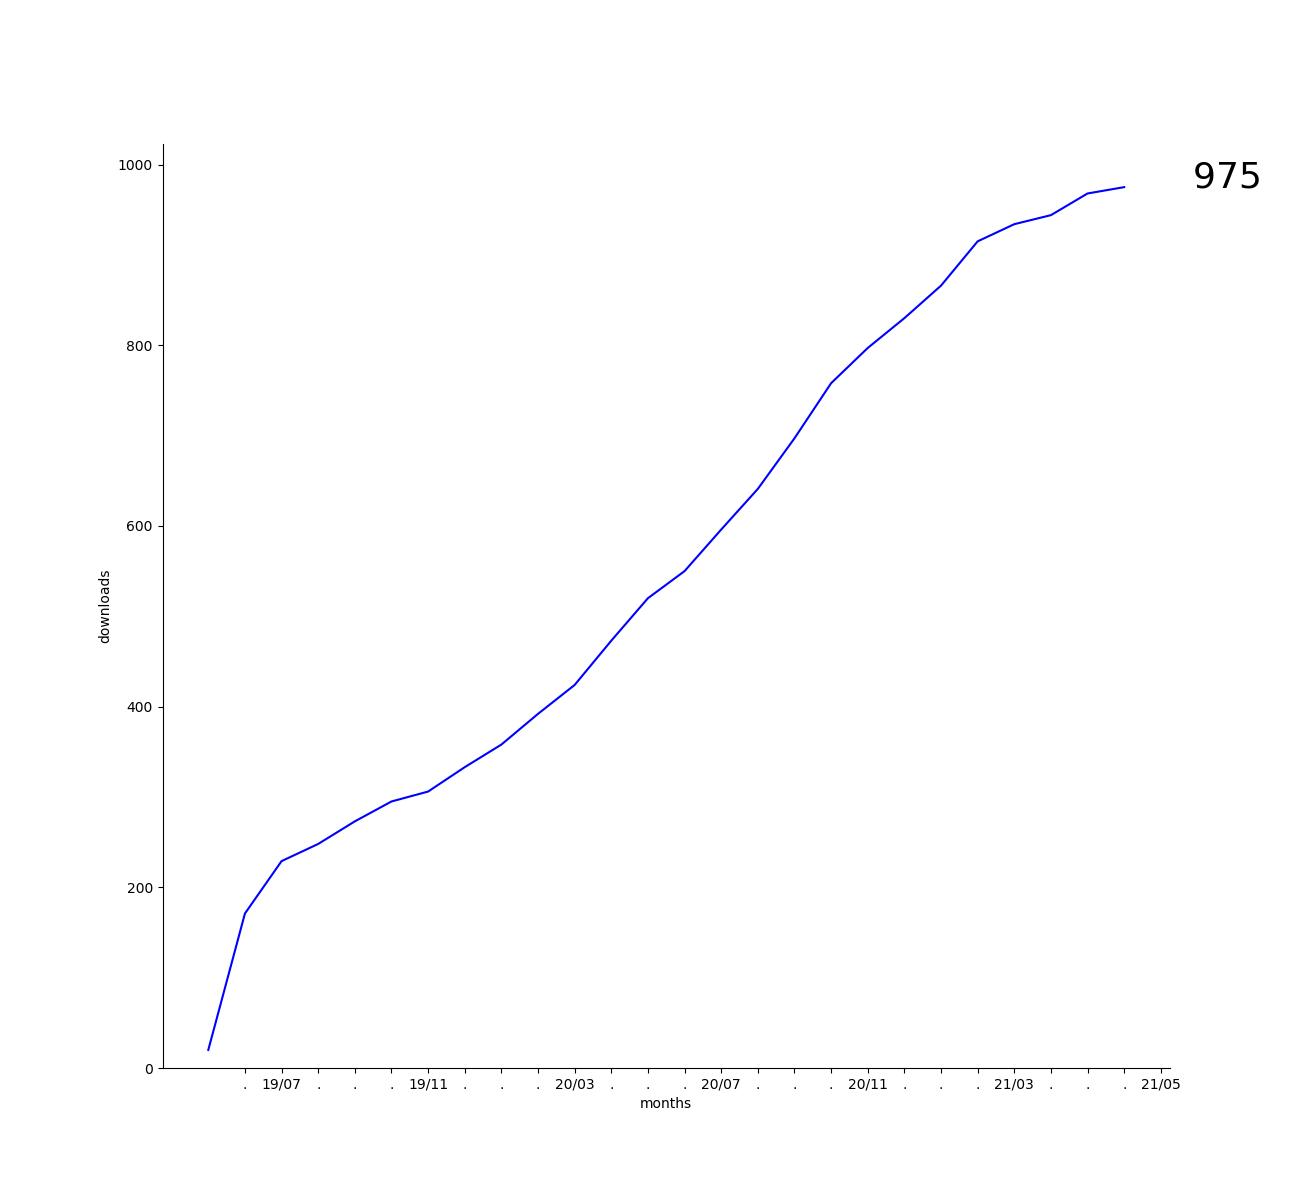 1000
975
800
600
downloads
400
200
0
. 19/07 . . . 19/11 . . . 20/03 . . . 20/07 . . . 20/11 . . . 21/03 . . . 21/05
months